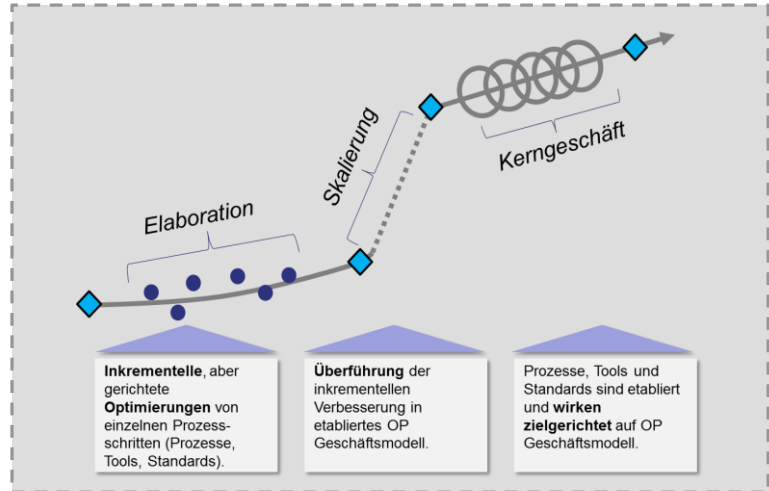 Elaboration
Skalierung
Kerngeschäft
Inkrementelle, aber
gerichtete
Optimierungen von
einzelnen Prozess-
schritten (Prozesse,
Tools, Standards).
Überführung der
inkrementellen
Verbesserung in
etabliertes OP
Geschäftsmodell.
Prozesse, Tools und
Standards sind etabliert
und wirken
zielgerichtet auf OP
Geschäftsmodell.